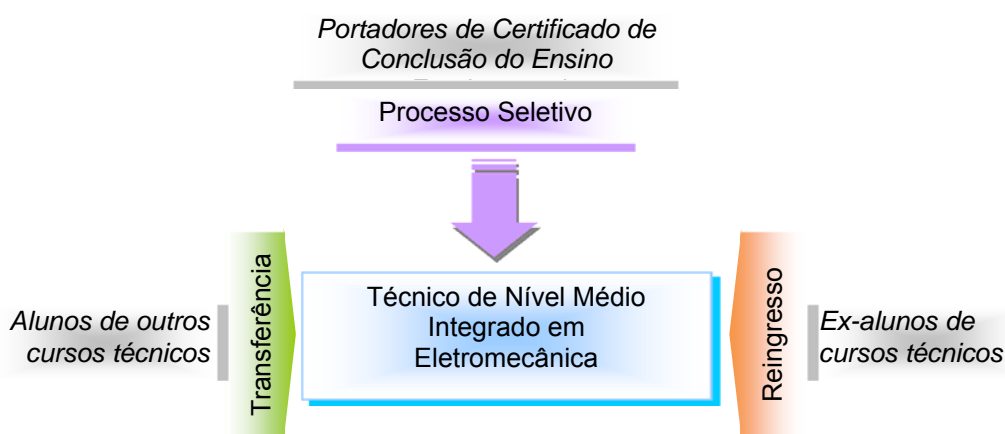 Portadores de Certificado de
Conclusão do Ensino
Processo Seletivo
Transferência
Alunos de outros
cursos técnicos
Técnico de Nível Médio
Integrado em
Eletromecânica
Reingresso
Ex-alunos de
cursos técnicos